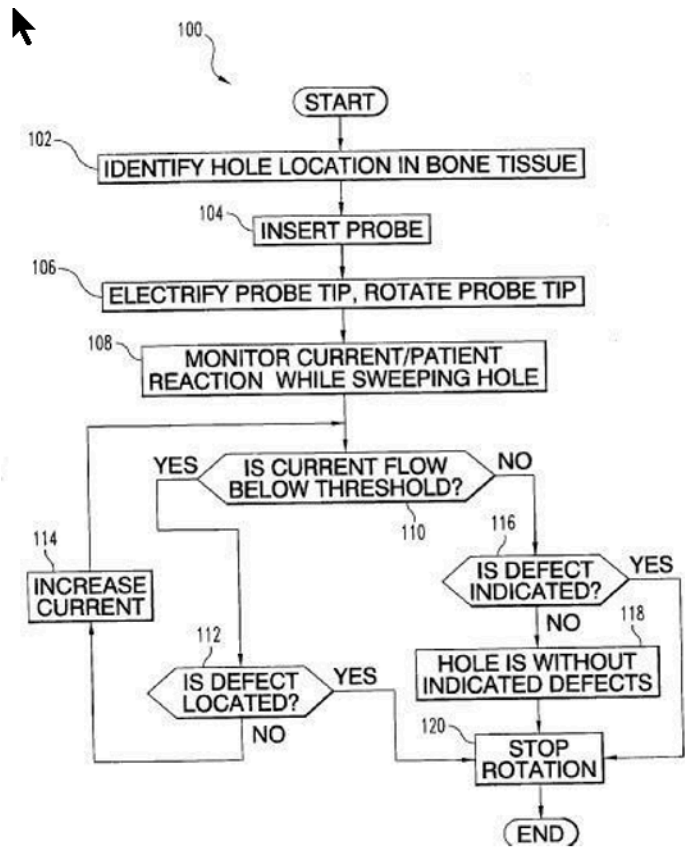 100
START
102
IDENTIFY HOLE LOCATION IN BONE TISSUE
104
INSERT PROBE
106
ELECTRIFY PROBE TIP, ROTATE PROBE TIP
108
MONITOR CURRENT/PATIENT
REACTION WHILE SWEEPING HOLE
YES
IS CURRENT FLOW
BELOW THRESHOLD?
NO
110
114
INCREASE
CURRENT
116
IS DEFECT
INDICATED?
YES
NO
118
HOLE IS WITHOUT
INDICATED DEFECTS
112
IS DEFECT
LOCATED?
YES
NO
120
STOP
ROTATION
END